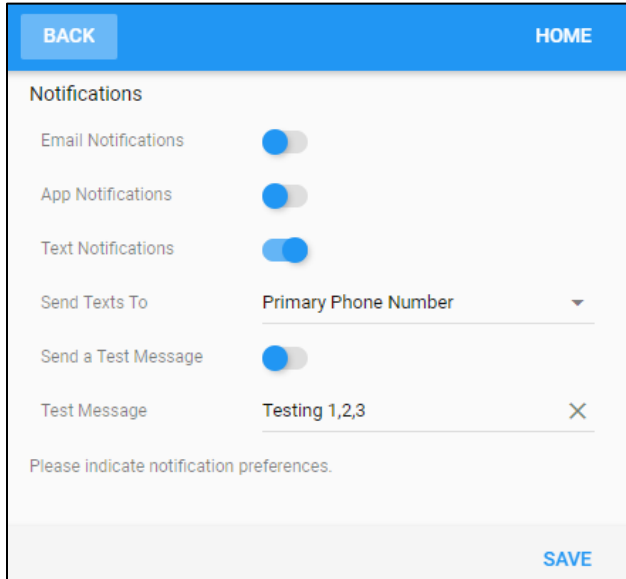 BACK HOME
Notifications
Email Notifications
App Notifications
Text Notifications
Send Texts To Primary Phone Number
Send a Test Message
Test Message Testing 1,2,3
Please indicate notification preferences.
SAVE